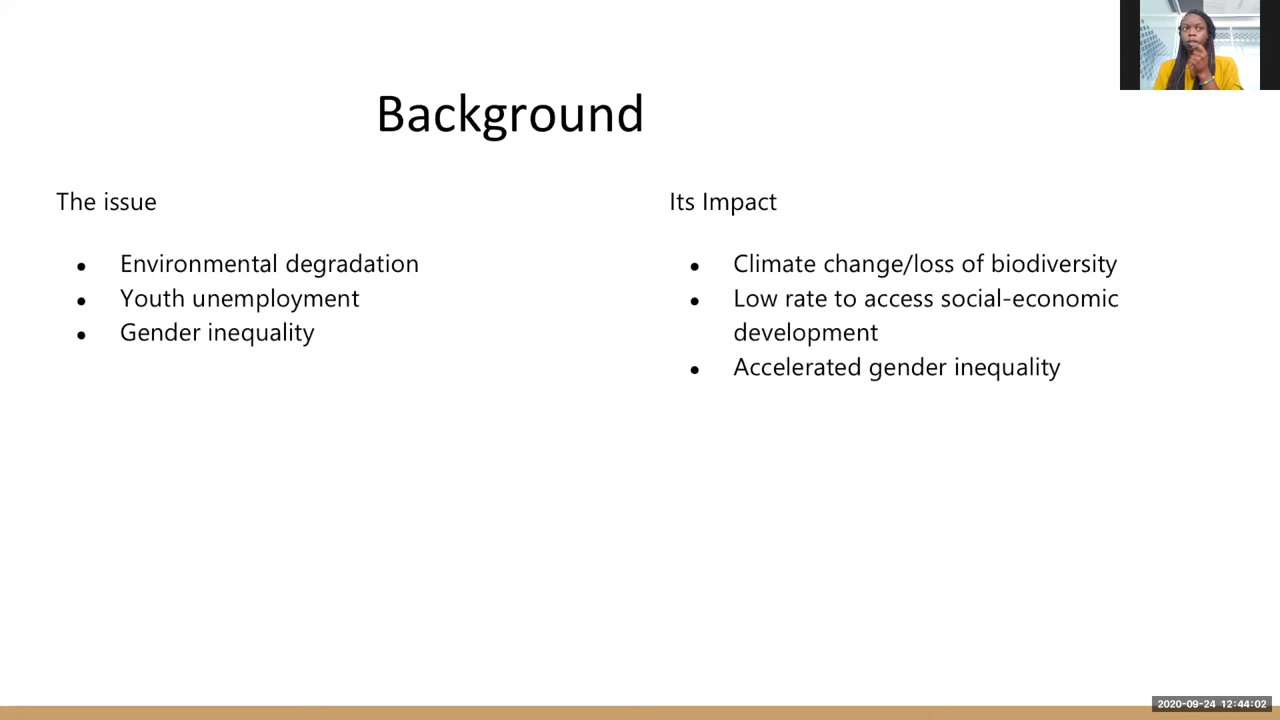 Background
The issue
Environmental degradation
Youth unemployment
Gender inequality
Its Impact
Climate change/loss of biodiversity
Low rate to access social-economic
development
Accelerated gender inequality
2020-09-24 12:44:02